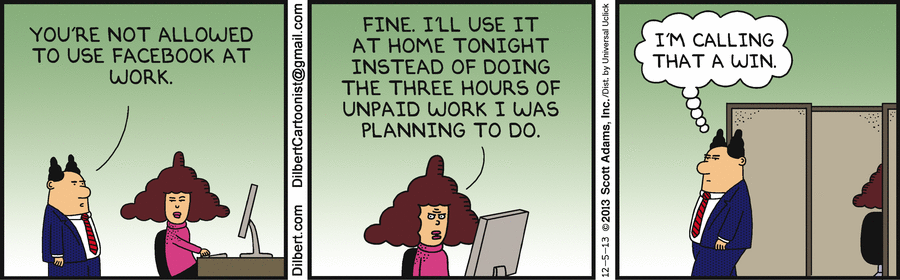 YOU'RE NOT ALLOWED
TO USE FACEBOOK AT
WORK.
Dilbert.com DilbertCartoonist@gmail.com
FINE. I'LL USE IT
AT HOME TONIGHT
INSTEAD OF DOING
THE THREE HOURS OF
UNPAID WORK I WAS
PLANNING TO DO.
12-5-13 ©2013 Scott Adams, Inc. /Dist. by Universal Uclick
I'M CALLING
THAT A WIN.